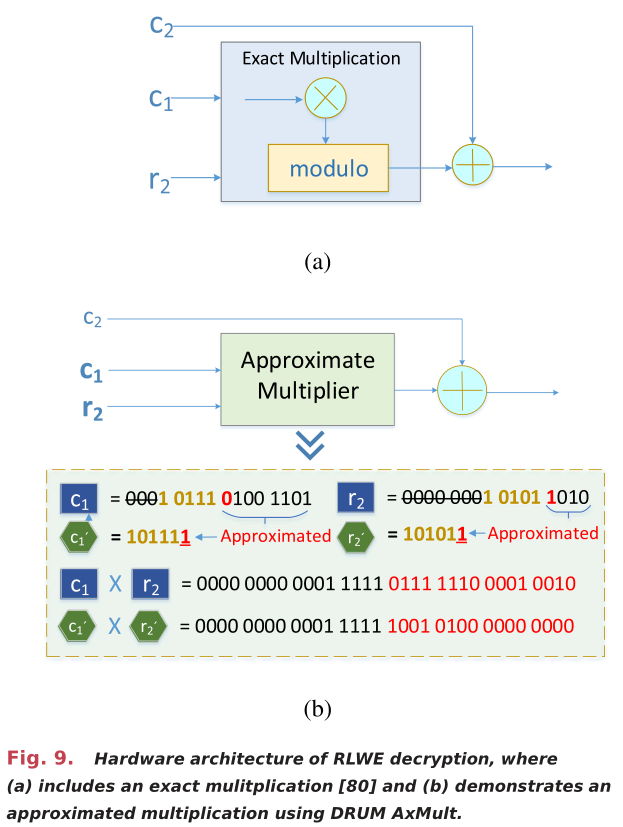 c2
Exact Multiplication
c1
modulo
r2
(a)
c2
c1
r2
Approximate
Multiplier
c1 = 0001 0111 0100 1101 r2 = 0000 0001 0101 1010
c1′ = 101111 Approximated r2′ = 101011 Approximated
c1 X r2 = 0000 0000 0001 1111 0111 1110 0001 0010
c1′ X r2′ = 0000 0000 0001 1111 1001 0100 0000 0000
(b)
Fig. 9. Hardware architecture of RLWE decryption, where
(a) includes an exact mulitplication [80] and (b) demonstrates an
approximated multiplication using DRUM AxMult.